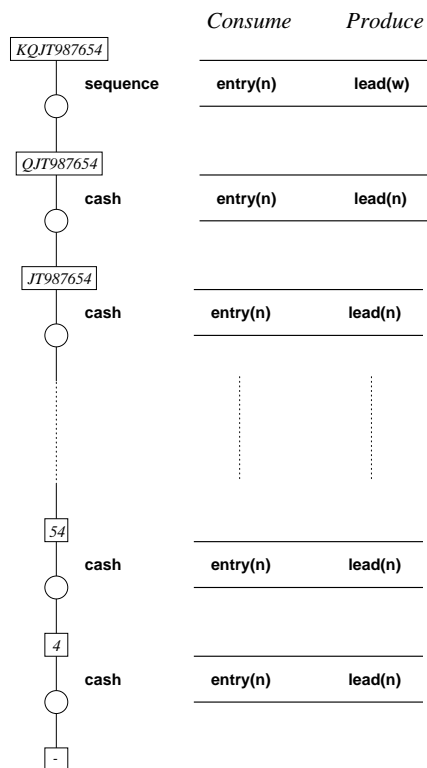 Consume Produce
KQJT987654
sequence entry(n) lead(w)
QJT987654
cash entry(n) lead(n)
JT987654
cash entry(n) lead(n)
54
cash entry(n) lead(n)
4
cash entry(n) lead(n)
-